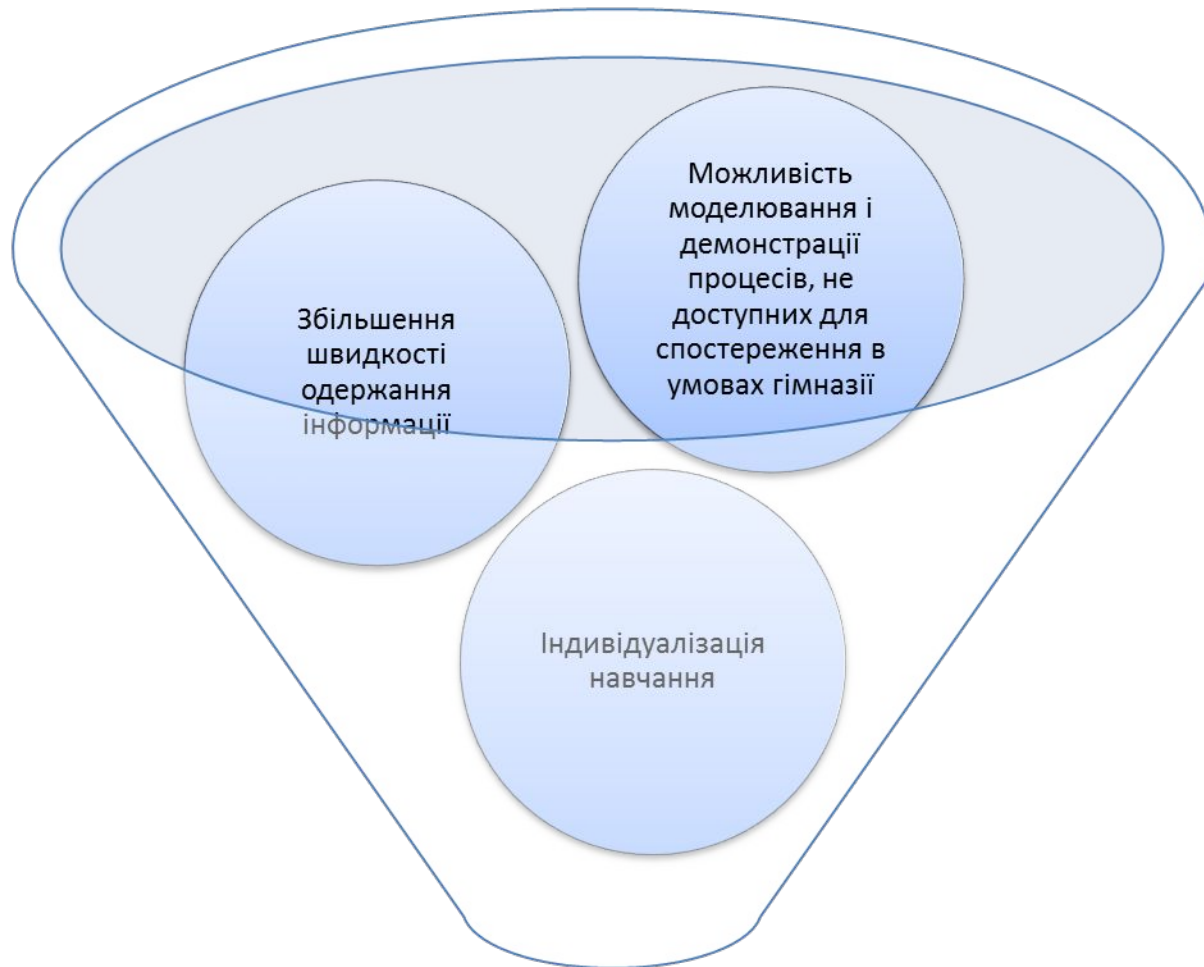 Можливість
моделювання і
демонстрації
процесів, не
доступних для
спостереження в
умовах гімназії
Збільшення
швидкості
одержання
інформації
Індивідуалізація
навчання